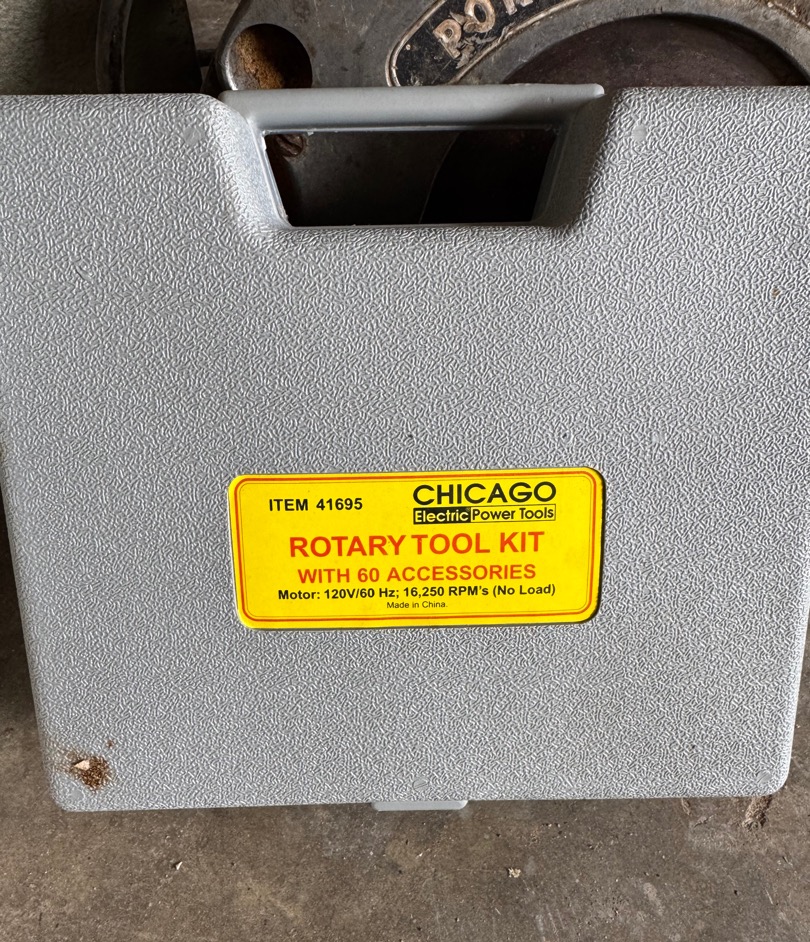 ITEM 41695
CHICAGO
Electric Power Tools
ROTARY TOOL KIT
WITH 60 ACCESSORIES
Motor: 120V/60 Hz; 16,250 RPM's (No Load)
Made in China.